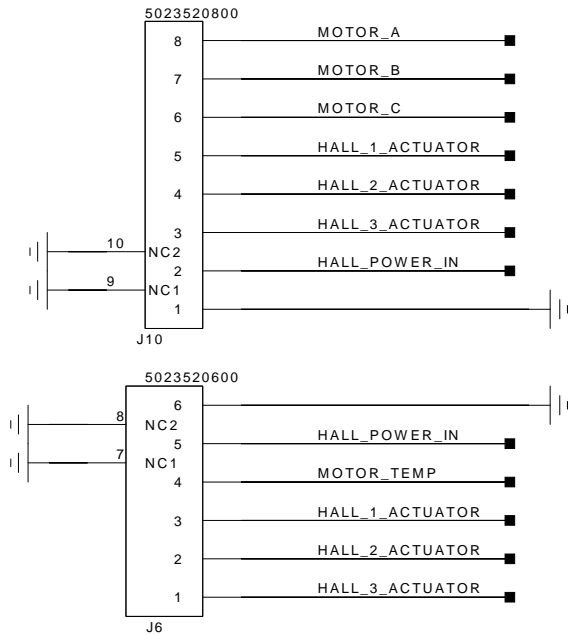 5023520800
8 MOTOR_A
7 MOTOR_B
6 MOTOR_C
5 HALL_1_ACTUATOR
4 HALL_2_ACTUATOR
3 HALL_3_ACTUATOR
10 NC2
2 HALL_POWER_IN
9 NC1
1
J10
5023520600
6
8 NC2
5 HALL_POWER_IN
7 NC1
4 MOTOR_TEMP
3 HALL_1_ACTUATOR
2 HALL_2_ACTUATOR
1 HALL_3_ACTUATOR
J6